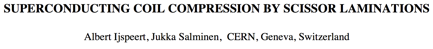 SUPERCONDUCTING COIL COMPRESSION BY SCISSOR LAMINATIONS
Albert Ijspeert, Jukka Salminen, CERN, Geneva, Switzerland